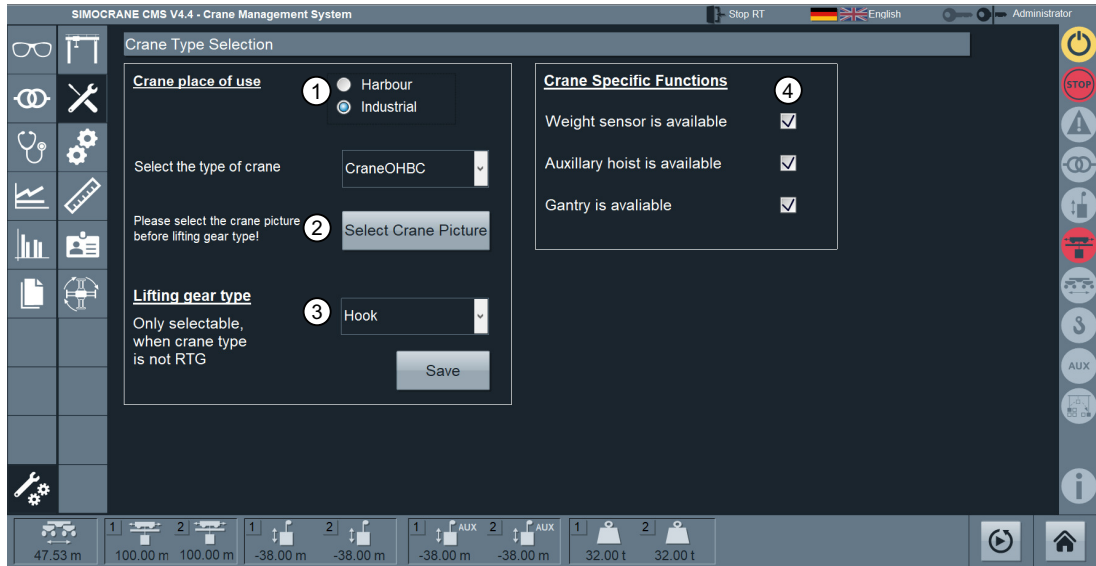 SIMOCRANE CMS V4.4 - Crane Management System
Stop RT
English
Administrator
Crane Type Selection
STOP
Crane place of use
1
Harbour
Industrial
Select the type of crane
CraneOHBC
Please select the crane picture
before lifting gear type!
2
Select Crane Picture
Lifting gear type
Only selectable,
when crane type
is not RTG
3
Hook
Save
Crane Specific Functions
4
Weight sensor is available
Auxillary hoist is available
Gantry is avaliable
AUX
47.53 m
1 2
100.00 m 100.00 m
1 2
-38.00 m -38.00 m
1 AUX 2 AUX
-38.00 m -38.00 m
1 2
32.00 t 32.00 t